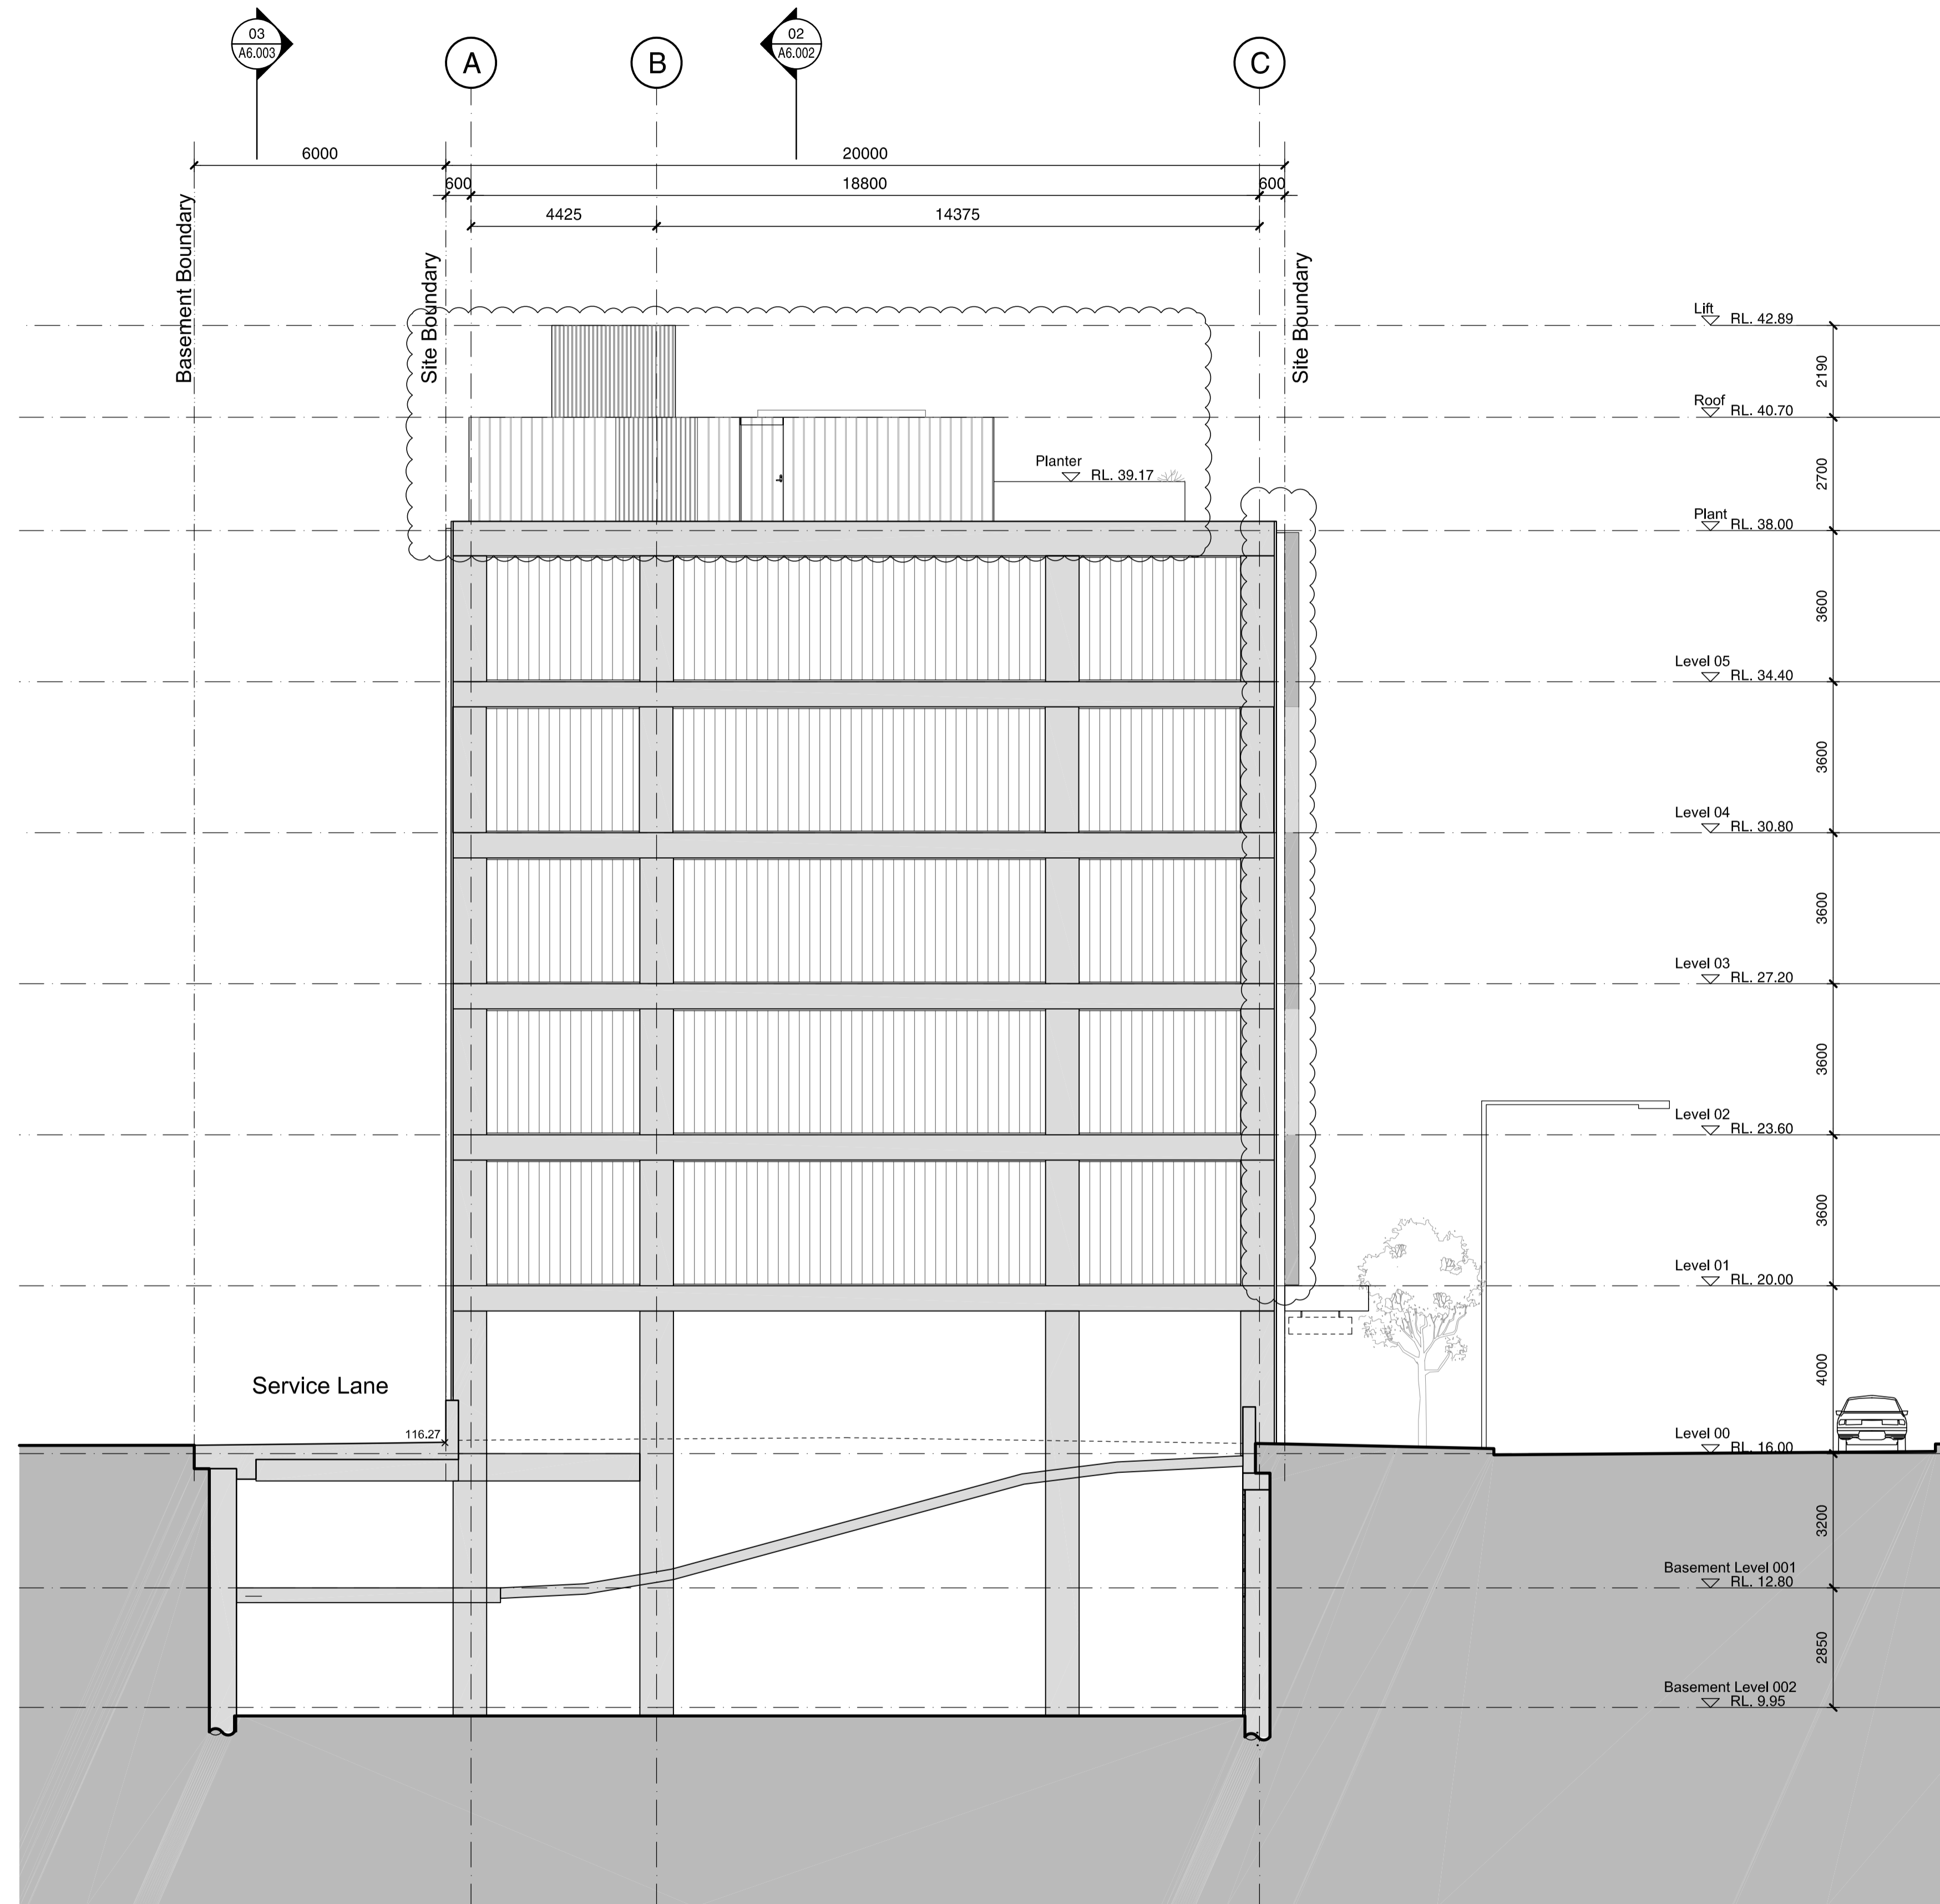 03
A6.003
A
B
02
A6.002
C
6000
20000
600
18800
600
4425
14375
Basement Boundary
Site Boundary
Site Boundary
Lift
RL. 42.89
2190
Roof
RL. 40.70
Planter
RL. 39.17
2700
Plant
RL. 38.00
3600
Level 05
RL. 34.40
3600
Level 04
RL. 30.80
3600
Level 03
RL. 27.20
3600
Level 02
RL. 23.60
3600
Level 01
RL. 20.00
4000
Service Lane
116.27
Level 00
RL. 16.00
3200
Basement Level 001
RL. 12.80
2850
Basement Level 002
RL. 9.95